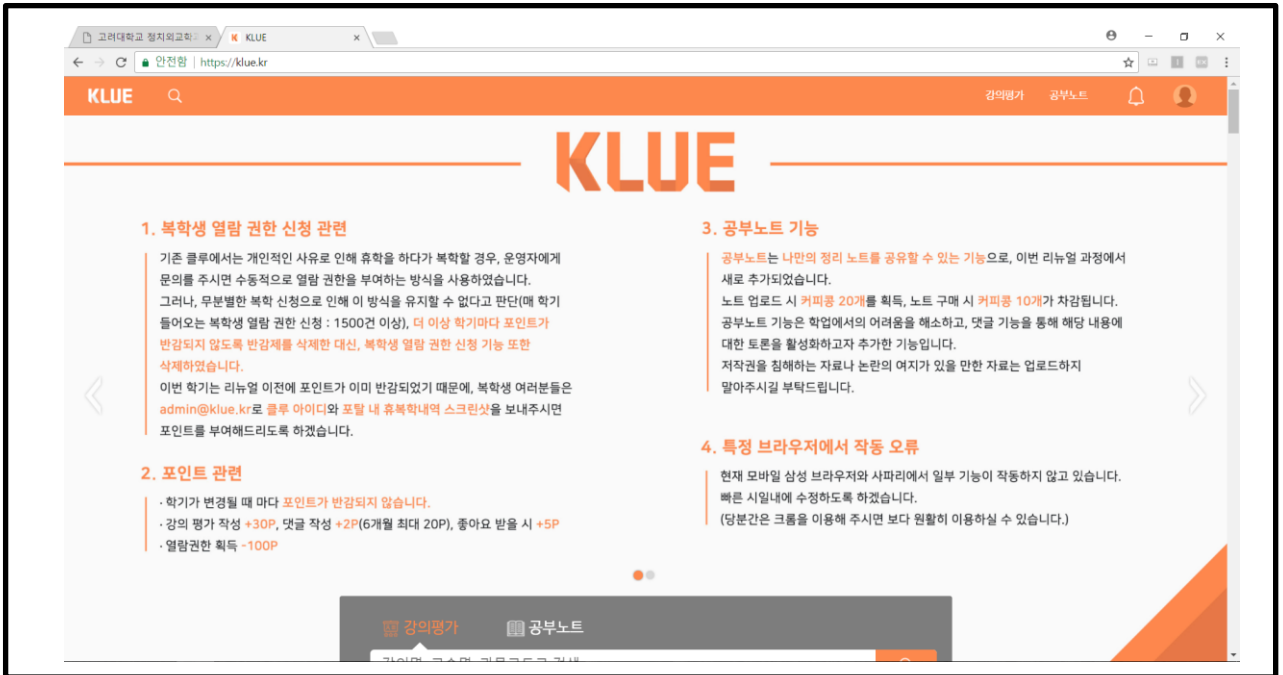 고려대학교 정치외교학
KLUE
안전함 | https://klue.kr
KLUE
강의평가 공부노트
KLUE
1. 복학생 열람 권한 신청 관련
기존 클루에서는 개인적인 사유로 인해 휴학을 하다가 복학할 경우, 운영자에게
문의를 주시면 수동적으로 열람 권한을 부여하는 방식을 사용하였습니다.
그러나, 무분별한 복학 신청으로 인해 이 방식을 유지할 수 없다고 판단(매 학기
들어오는 복학생 열람 권한 신청 : 1500건 이상), 더 이상 학기마다 포인트가
반감되지 않도록 반감제를 삭제한 대신, 복학생 열람 권한 신청 기능 또한
삭제하였습니다.
이번 학기는 리뉴얼 이전에 포인트가 이미 반감되었기 때문에, 복학생 여러분들은
admin@klue.kr로 클루 아이디와 포탈 내 휴복학내역 스크린샷을 보내주시면
포인트를 부여해드리도록 하겠습니다.
2. 포인트 관련
· 학기가 변경될 때 마다 포인트가 반감되지 않습니다.
· 강의 평가 작성 +30P, 댓글 작성 +2P(6개월 최대 20P), 좋아요 받을 시 +5P
· 열람권한 획득 -100P
3. 공부노트 기능
공부노트는 나만의 정리 노트를 공유할 수 있는 기능으로, 이번 리뉴얼 과정에서
새로 추가되었습니다.
노트 업로드 시 커피콩 20개를 획득, 노트 구매 시 커피콩 10개가 차감됩니다.
공부노트 기능은 학업에서의 어려움을 해소하고, 댓글 기능을 통해 해당 내용에
대한 토론을 활성화하고자 추가한 기능입니다.
저작권을 침해하는 자료나 논란의 여지가 있을 만한 자료는 업로드하지
말아주시길 부탁드립니다.
4. 특정 브라우저에서 작동 오류
현재 모바일 삼성 브라우저와 사파리에서 일부 기능이 작동하지 않고 있습니다.
빠른 시일내에 수정하도록 하겠습니다.
(당분간은 크롬을 이용해 주시면 보다 원활히 이용하실 수 있습니다.)
강의평가 공부노트